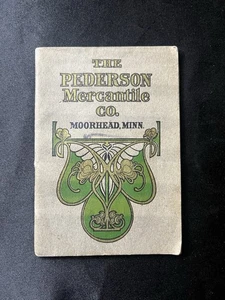 THE
PEDERSON
Mercantile
CO.
MOORHEAD, MINN.